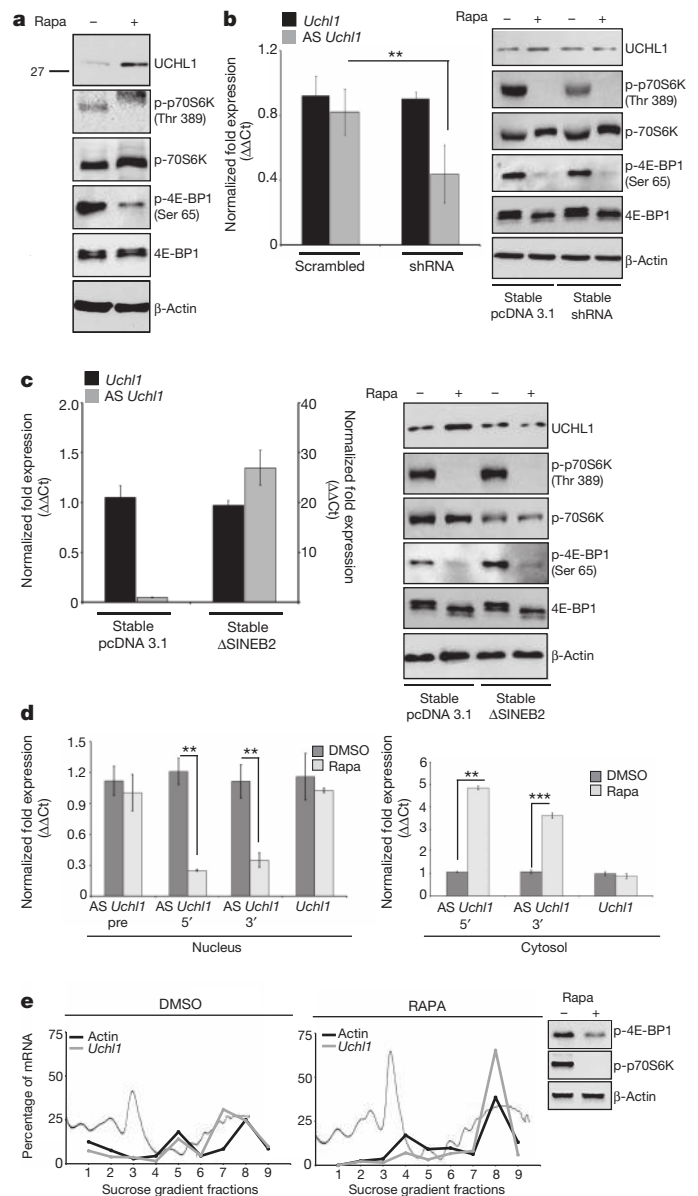 a
Rapa – +
27
UCHL1
p-p70S6K
(Thr 389)
p-70S6K
p-4E-BP1
(Ser 65)
4E-BP1
β-Actin
b
Uchl1
AS Uchl1
Normalized fold expression
(ΔΔCt)
1.2
0.8
0.4
0
**
Scrambled
shRNA
Rapa – + – +
UCHL1
p-p70S6K
(Thr 389)
p-70S6K
p-4E-BP1
(Ser 65)
4E-BP1
β-Actin
Stable
pcDNA 3.1
Stable
shRNA
c
Uchl1
AS Uchl1
Normalized fold expression
(ΔΔCt)
2.0
1.5
1.0
0.5
0
40
30
20
10
Normalized fold expression
(ΔΔCt)
Stable
pcDNA 3.1
Stable
ΔSINEB2
Rapa – + – +
UCHL1
p-p70S6K
(Thr 389)
p-70S6K
p-4E-BP1
(Ser 65)
4E-BP1
β-Actin
Stable
pcDNA 3.1
Stable
ΔSINEB2
d
Normalized fold expression
(ΔΔCt)
1.5
1.2
0.9
0.6
0.3
0
** **
DMSO
Rapa
AS Uchl1
pre
AS Uchl1
5′
AS Uchl1
3′
Uchl1
Nucleus
Normalized fold expression
(ΔΔCt)
6
5
4
3
2
1
0
**
***
DMSO
Rapa
AS Uchl1
5′
AS Uchl1
3′
Uchl1
Cytosol
e
DMSO
Percentage of mRNA
75
50
25
0
Actin
Uchl1
1 2 3 4 5 6 7 8 9
Sucrose gradient fractions
RAPA
75
50
25
0
Actin
Uchl1
1 2 3 4 5 6 7 8 9
Sucrose gradient fractions
Rapa
– +
p-4E-BP1
p-p70S6K
β-Actin